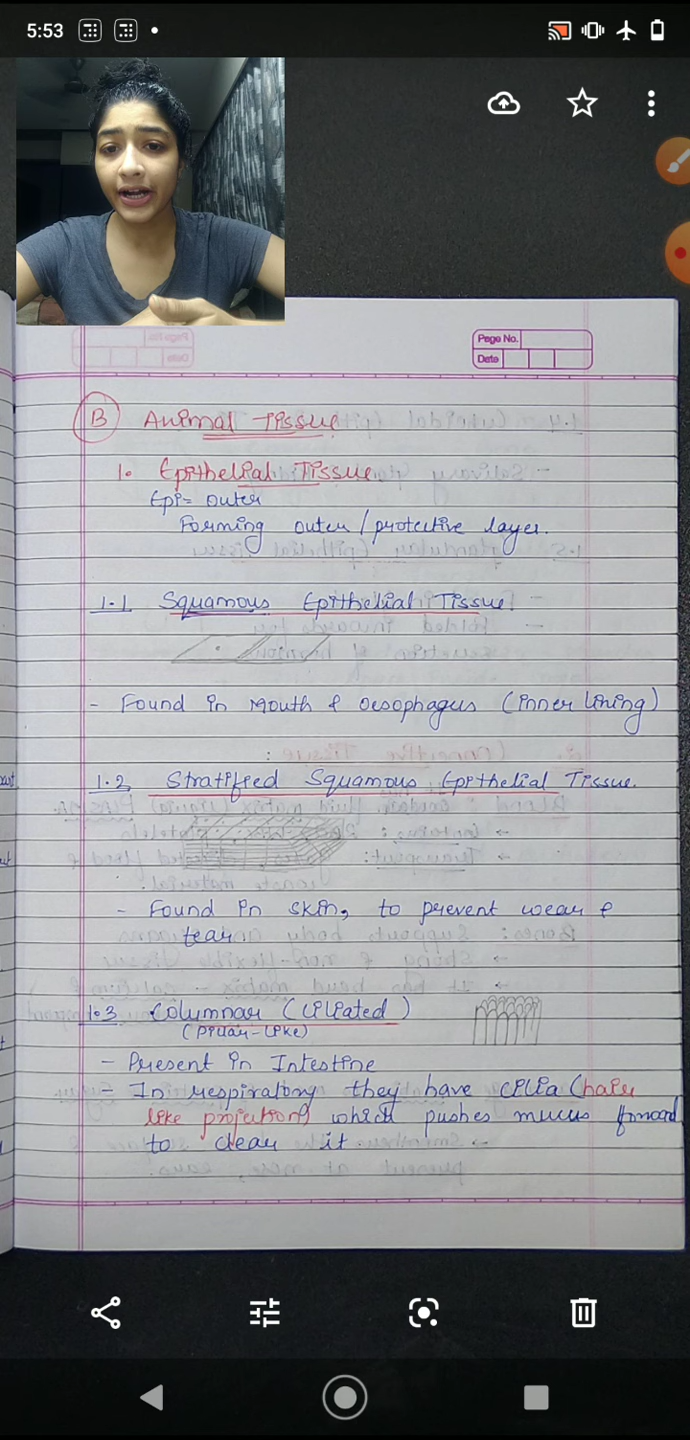 5:53
Page No.
Date
B Animal Tissue
1. Epithelial Tissue
Epi= outer
Forming outer/protective layer.
1.1 Squamous Epithelial Tissue
- Found in Mouth & Oesophagus (inner lining)
1.2 Stratified Squamous Epithelial Tissue.
- Found in skin, to prevent wear &
tear
1.3 Columnar (Ciliated)
(Pillar-like)
- Present in Intestine
- In respiratory they have cilia (hair
like projection) which pushes mucus forward
to clear it.